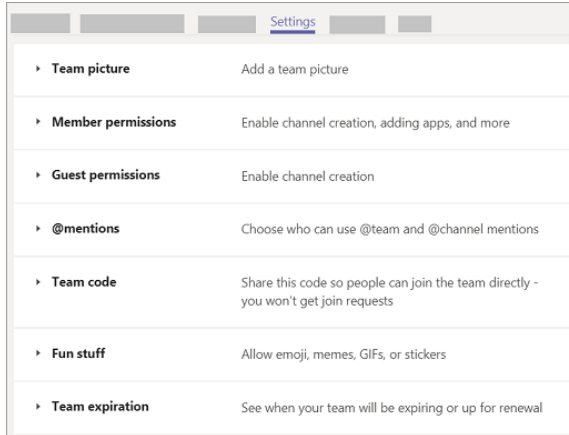 Settings
Team picture Add a team picture
Member permissions Enable channel creation, adding apps, and more
Guest permissions Enable channel creation
@mentions Choose who can use @team and @channel mentions
Team code Share this code so people can join the team directly -
you won't get join requests
Fun stuff Allow emoji, memes, GIFs, or stickers
Team expiration See when your team will be expiring or up for renewal